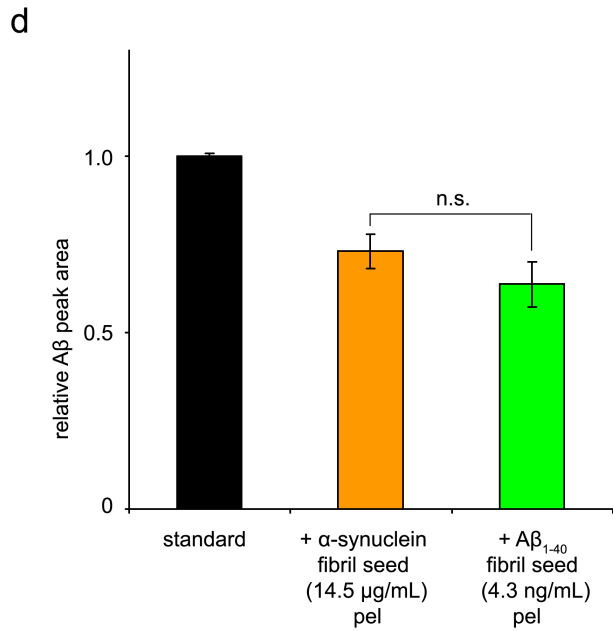 d
relative Aβ peak area
1.0
0.5
0
n.s.
standard
+ α-synuclein
fibril seed
(14.5 μg/mL)
pel
+ Aβ1-40
fibril seed
(4.3 ng/mL)
pel